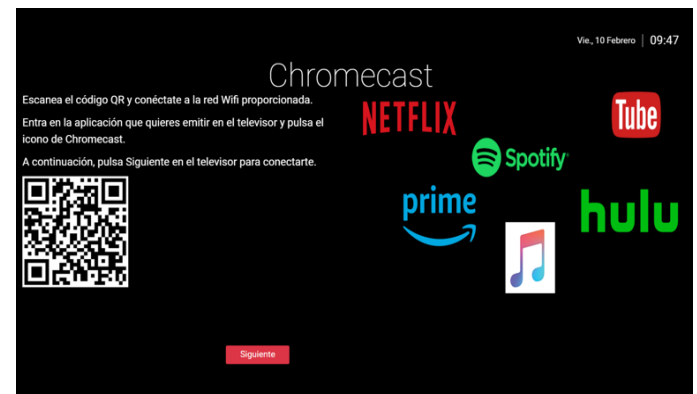 Vie., 10 Febrero | 09:47
Chromecast
Escanea el código QR y conéctate a la red Wifi proporcionada.
Entra en la aplicación que quieres emitir en el televisor y pulsa el
icono de Chromecast.
A continuación, pulsa Siguiente en el televisor para conectarte.
NETFLIX
Tube
Spotify
prime
hulu
Siguiente